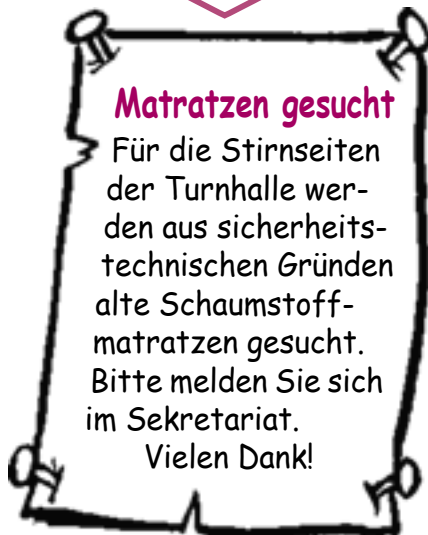 Matratzen gesucht
Für die Stirnseiten
der Turnhalle wer-
den aus sicherheits-
technischen Gründen
alte Schaumstoff-
matratzen gesucht.
Bitte melden Sie sich
im Sekretariat.
Vielen Dank!